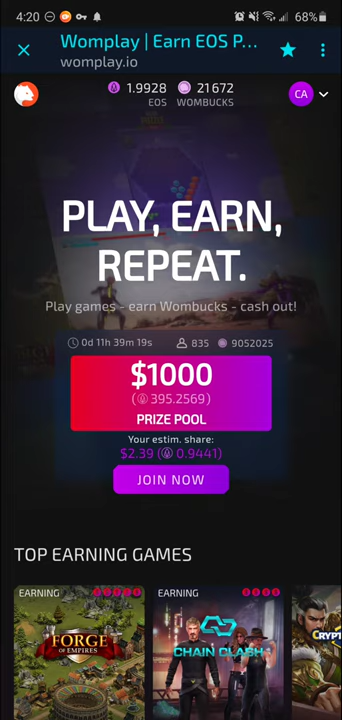 4:20 68%
Womplay | Earn EOS P...
womplay.io
1.9928 21672
EOS WOMBUCKS
CA
PLAY, EARN,
REPEAT.
Play games - earn Wombucks - cash out!
0d 11h 39m 19s 835 9052025
$1000
(395.2569)
PRIZE POOL
Your estim. share:
$2.39 (0.9441)
JOIN NOW
TOP EARNING GAMES
EARNING EARNING
FORGE
OF EMPIRES
CHAIN CLASH
CRYPT